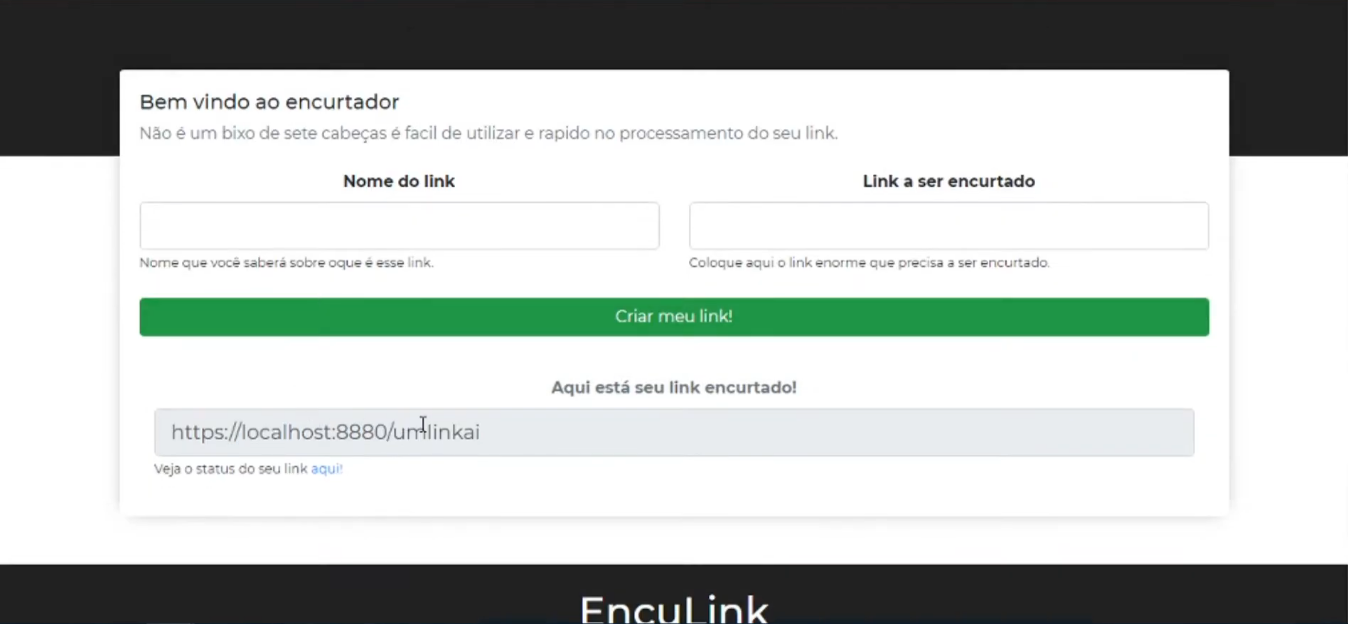 Bem vindo ao encurtador
Não é um bixo de sete cabeças é facil de utilizar e rapido no processamento do seu link.
Nome do link
Link a ser encurtado
Nome que você saberá sobre oque é esse link.
Coloque aqui o link enorme que precisa a ser encurtado.
Criar meu link!
Aqui está seu link encurtado!
https://localhost:8880/umlinkai
Veja o status do seu link aqui!
EncuLink